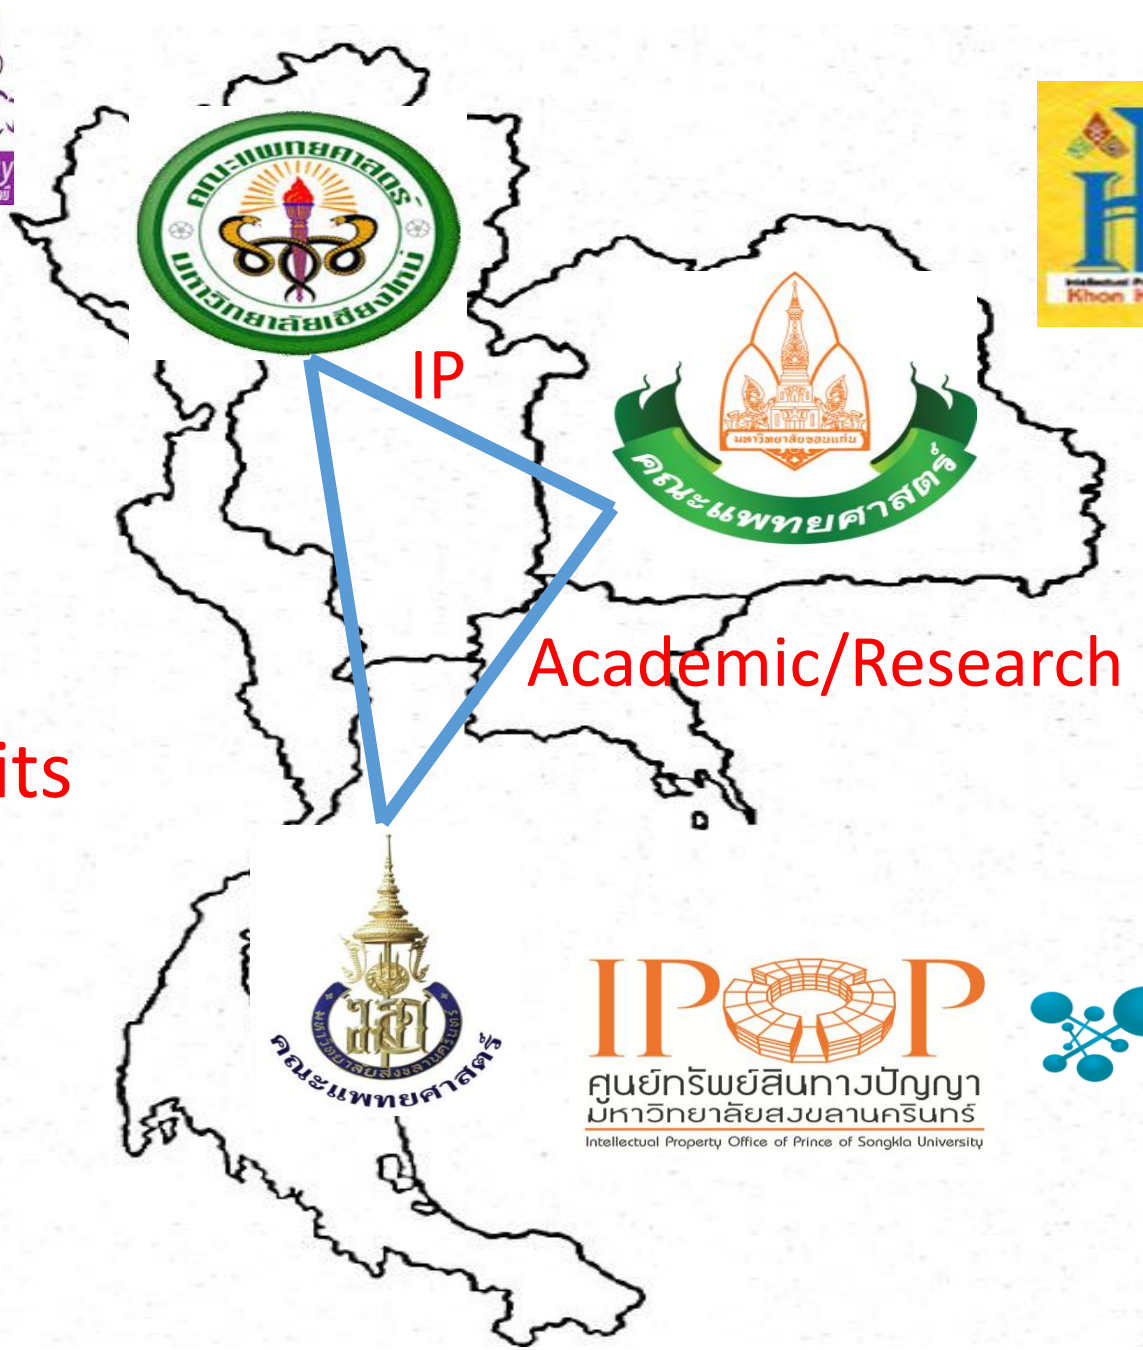 คณะแพทยศาสตร์
มหาวิทยาลัยเชียงใหม่
IP
Khon
มหาวิทยาลัยขอนแก่น
คณะแพทยศาสตร์
Academic/Research
its
มหาวิทยาลัยสงขลานครินทร์
คณะแพทยศาสตร์
IPOP
ศูนย์ทรัพย์สินทางปัญญา
มหาวิทยาลัยสงขลานครินทร์
Intellectual Property Office of Prince of Songkla University